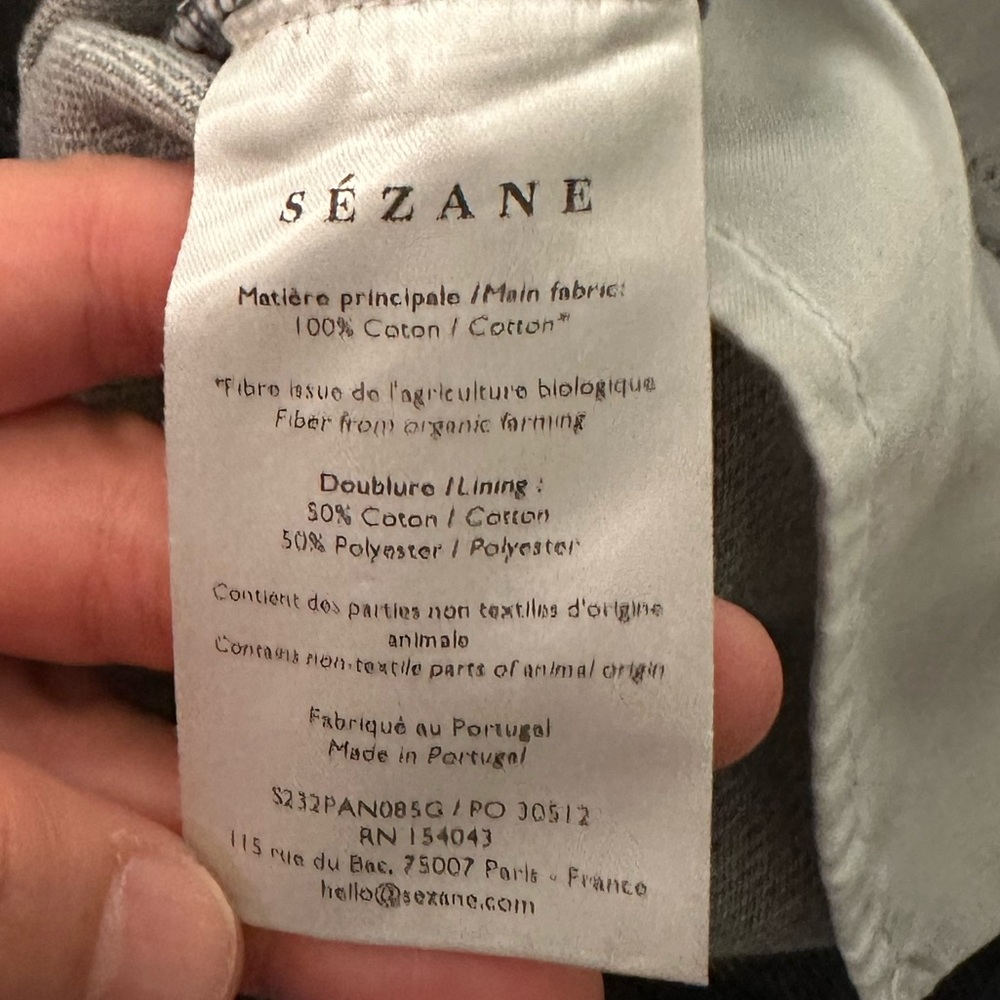 SÉZANE
Matière principale / Main fabric:
100% Coton / Cotton*
*Fibre issue de l'agriculture biologique
Fiber from organic farming
Doublure / Lining :
50% Coton / Cotton
50% Polyester / Polyester
Contient des parties non textiles d'origine
animale
Contains non-textile parts of animal origin
Fabriqué au Portugal
Made in Portugal
S232PAN085G / PO 30512
RN 154043
115 rue du Bac, 75007 Paris - France
hello@sezane.com